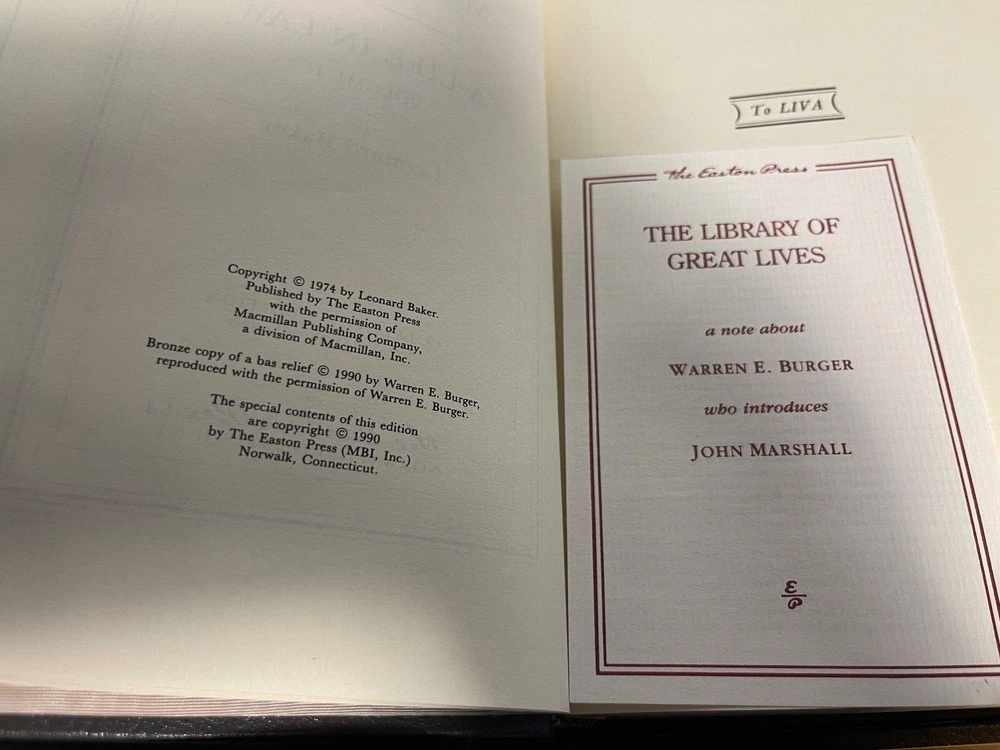 Copyright © 1974 by Leonard Baker.
Published by The Easton Press
with the permission of
Macmillan Publishing Company,
a division of Macmillan, Inc.
Bronze copy of a bas relief © 1990 by Warren E. Burger,
reproduced with the permission of Warren E. Burger.
The special contents of this edition
are copyright © 1990
by The Easton Press (MBI, Inc.)
Norwalk, Connecticut.
To LIVA
the Easton Press
THE LIBRARY OF
GREAT LIVES
a note about
WARREN E. BURGER
who introduces
JOHN MARSHALL